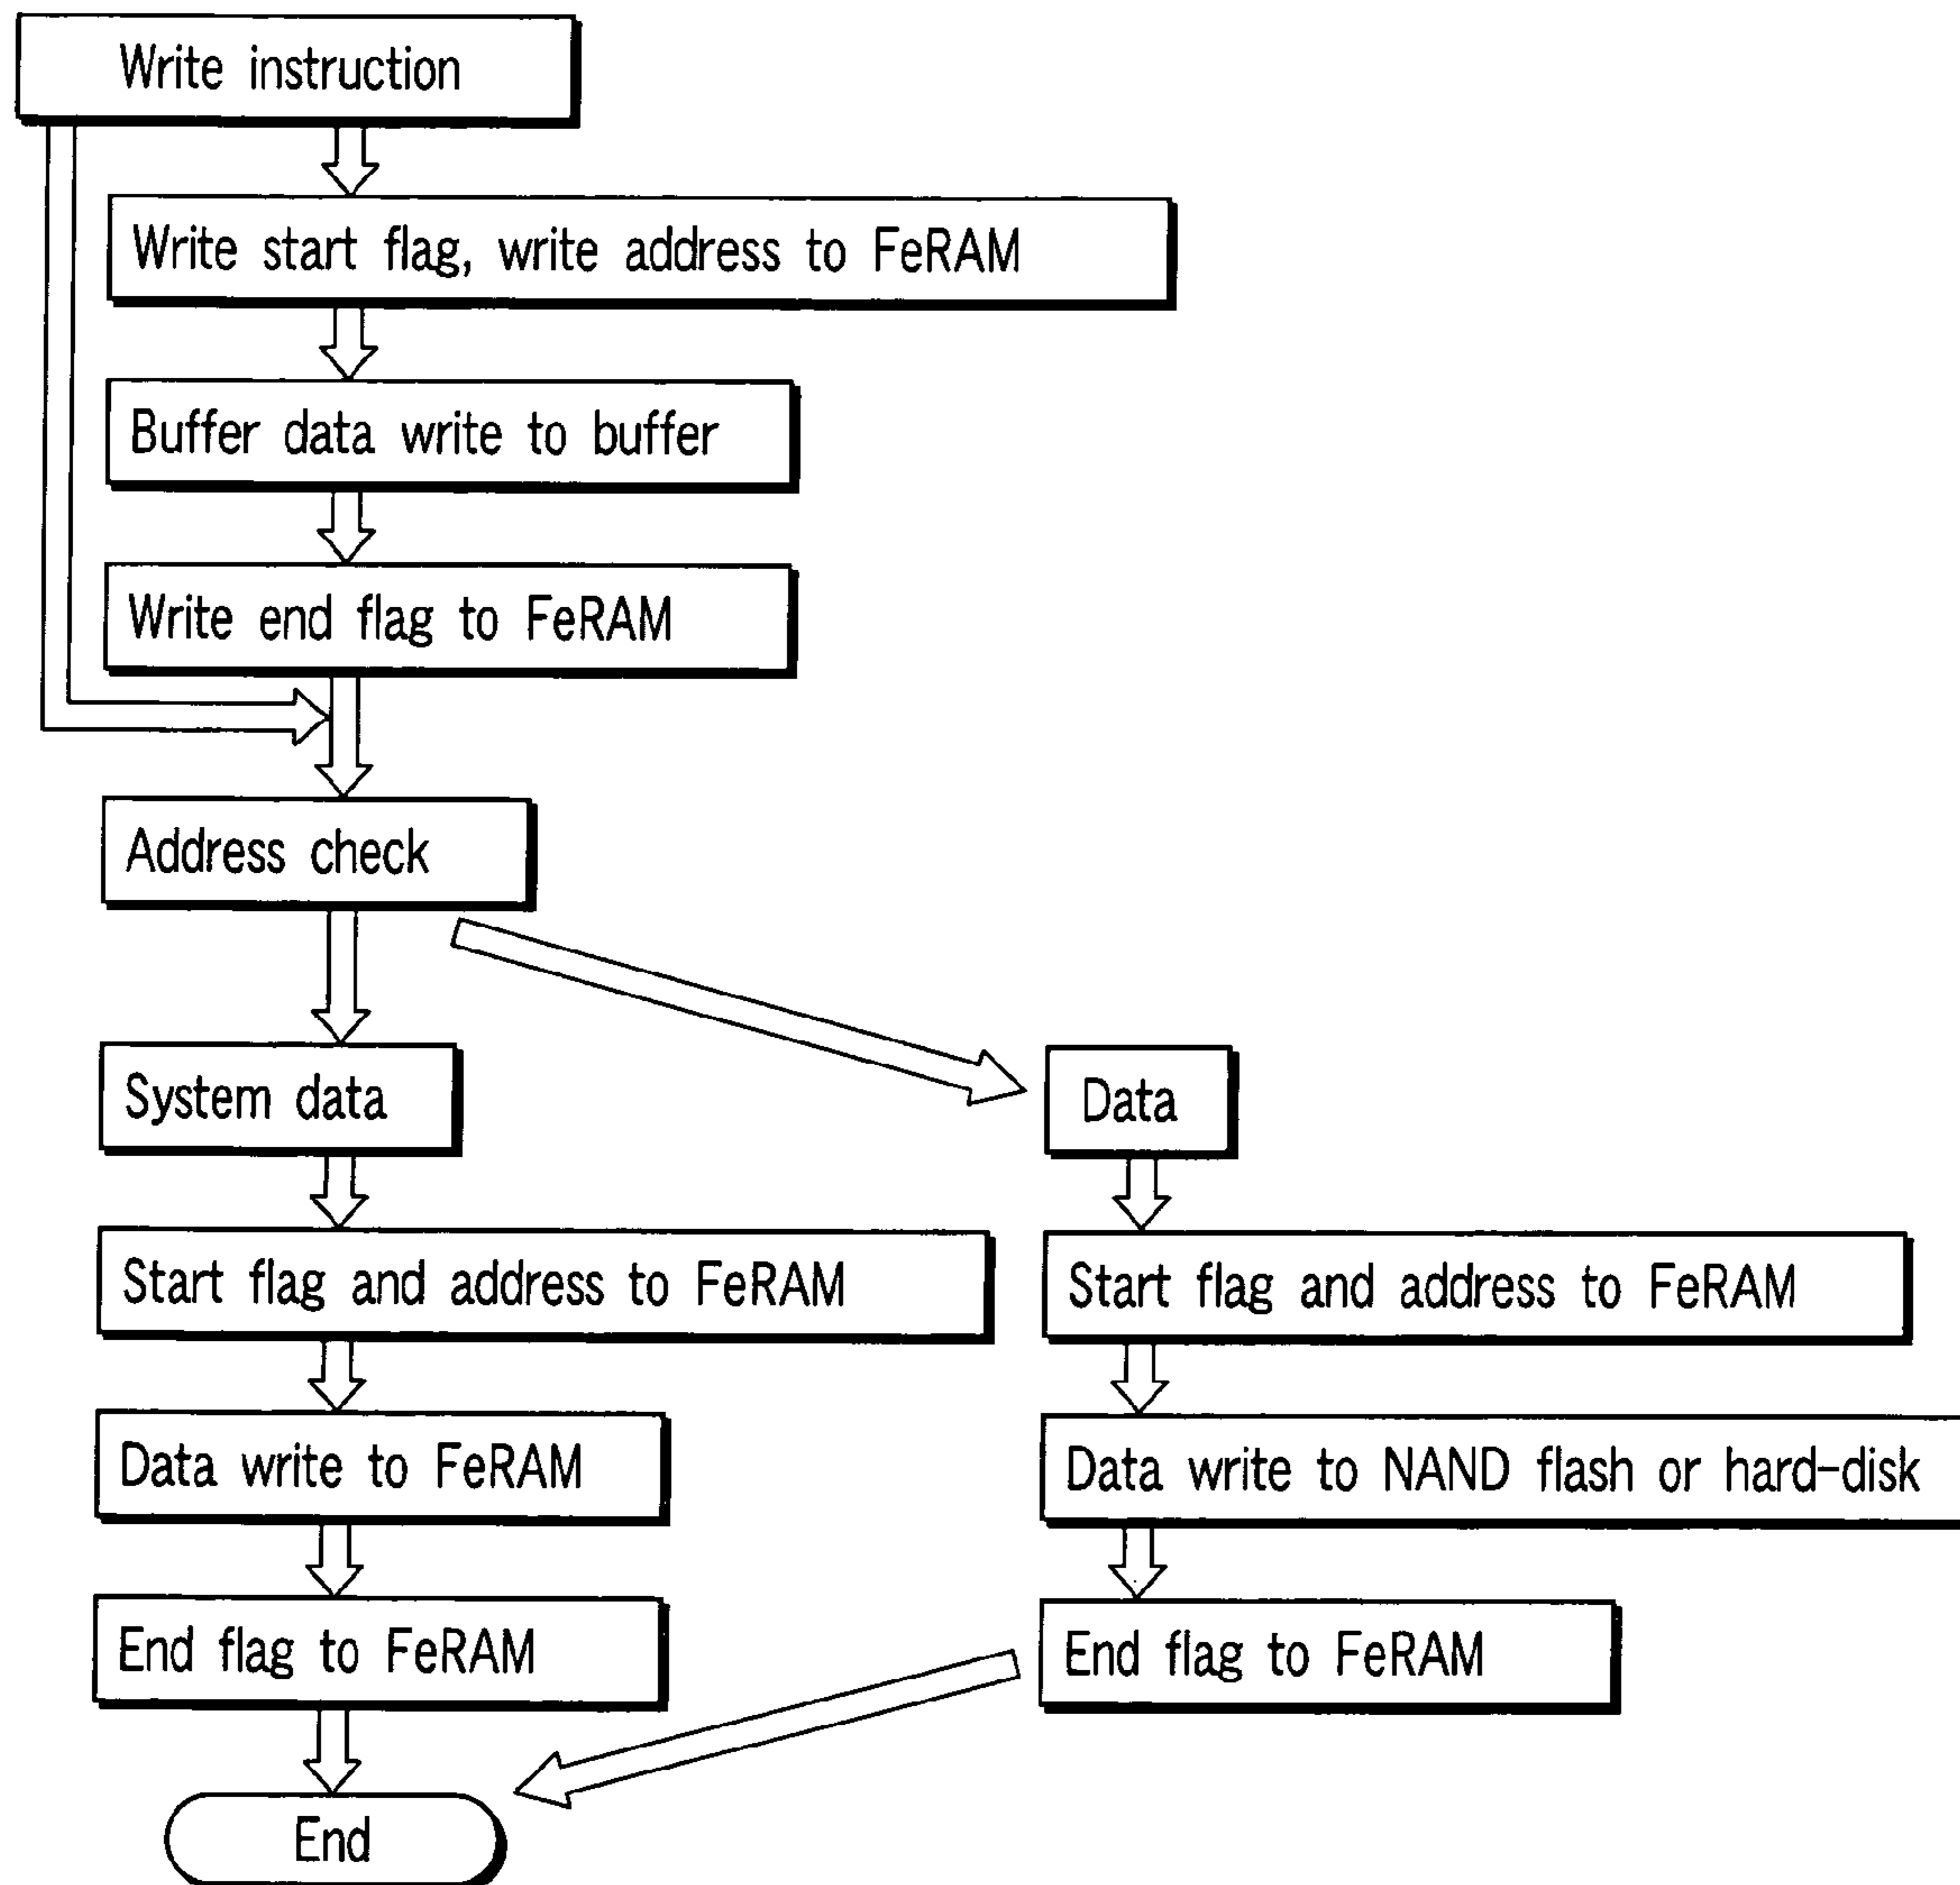 Write instruction
Write start flag, write address to FeRAM
Buffer data write to buffer
Write end flag to FeRAM
Address check
System data
Data
Start flag and address to FeRAM
Start flag and address to FeRAM
Data write to FeRAM
Data write to NAND flash or hard-disk
End flag to FeRAM
End flag to FeRAM
End